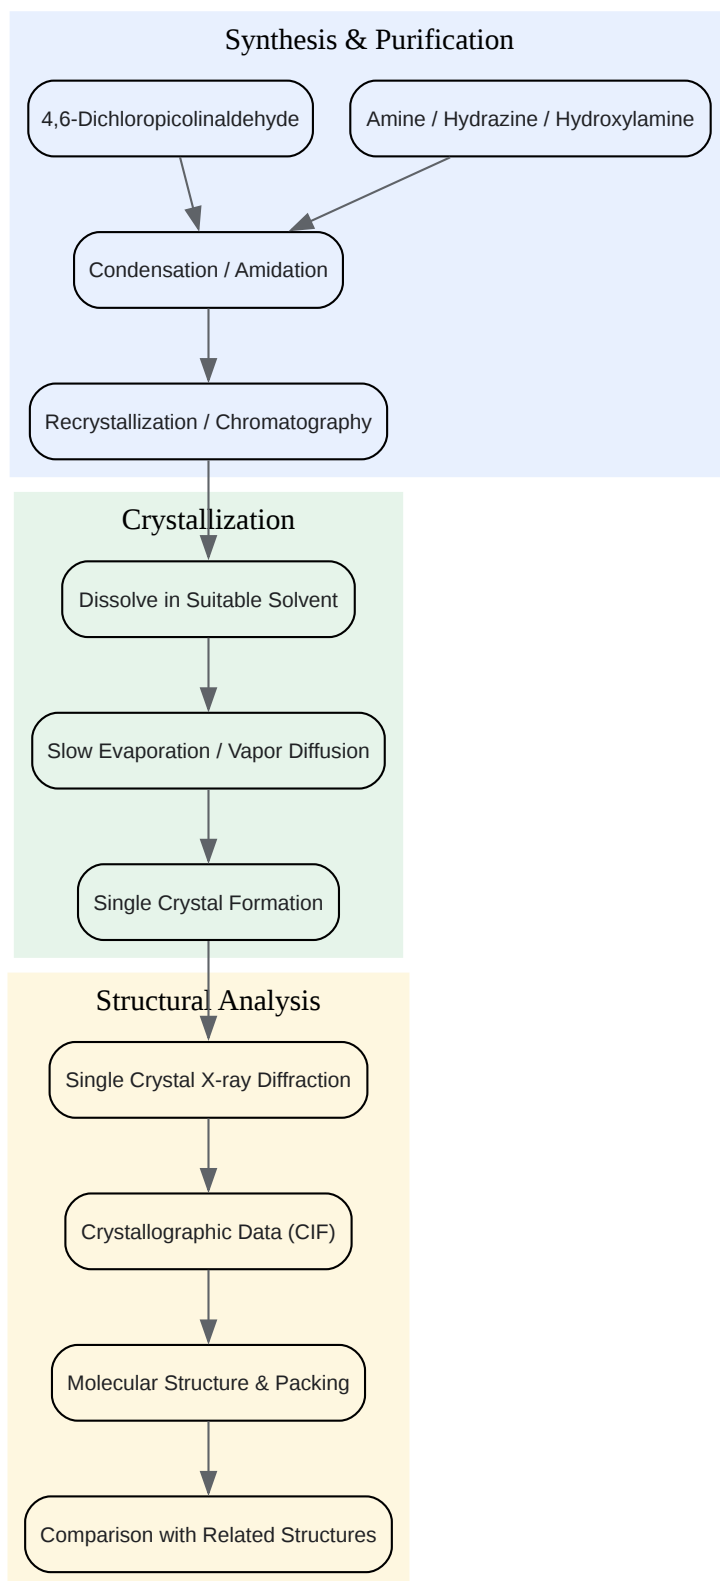 Synthesis & Purification
4,6-Dichloropicolinaldehyde
Amine / Hydrazine / Hydroxylamine
Condensation / Amidation
Recrystallization / Chromatography
Crystallization
Dissolve in Suitable Solvent
Slow Evaporation / Vapor Diffusion
Single Crystal Formation
Structural Analysis
Single Crystal X-ray Diffraction
Crystallographic Data (CIF)
Molecular Structure & Packing
Comparison with Related Structures